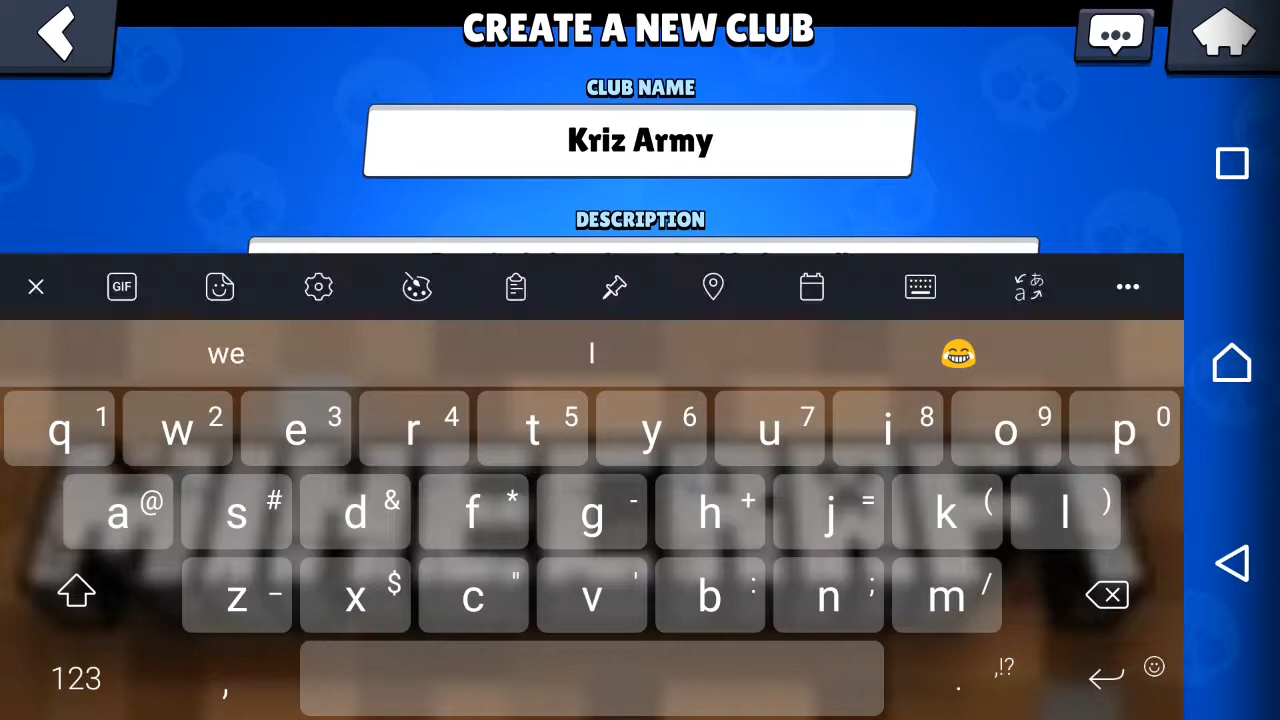 CREATE A NEW CLUB
CLUB NAME
Kriz Army
DESCRIPTION
GIF
we I 😂
q 1 w 2 e 3 r 4 t 5 y 6 u 7 i 8 o 9 p 0
a @ s # d & f * g - h + j = k ( l )
z _ x $ c " v ' b : n ; m /
123 , . ,!?
MINECRAFT